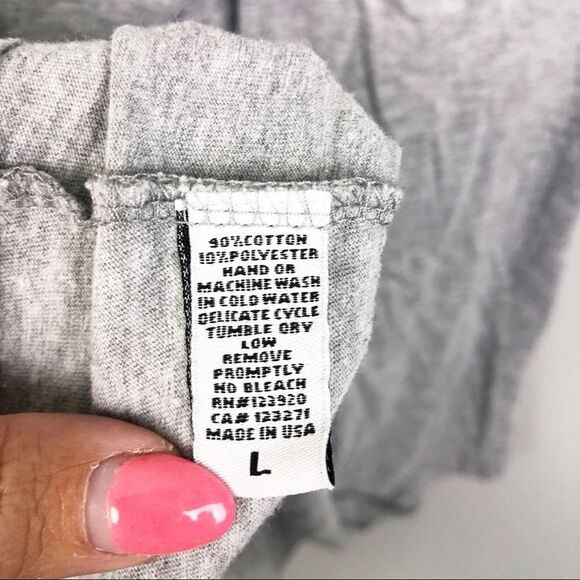 90%COTTON
10%POLYESTER
HAND OR
MACHINE WASH
IN COLD WATER
DELICATE CYCLE
TUMBLE DRY
LOW
REMOVE
PROMPTLY
NO BLEACH
RN#123920
CA# 123271
MADE IN USA
L